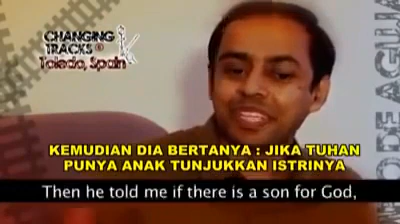 CHANGING
TRACKS®
Toledo, Spain
KEMUDIAN DIA BERTANYA : JIKA TUHAN
PUNYA ANAK TUNJUKKAN ISTRINYA
Then he told me if there is a son for God,